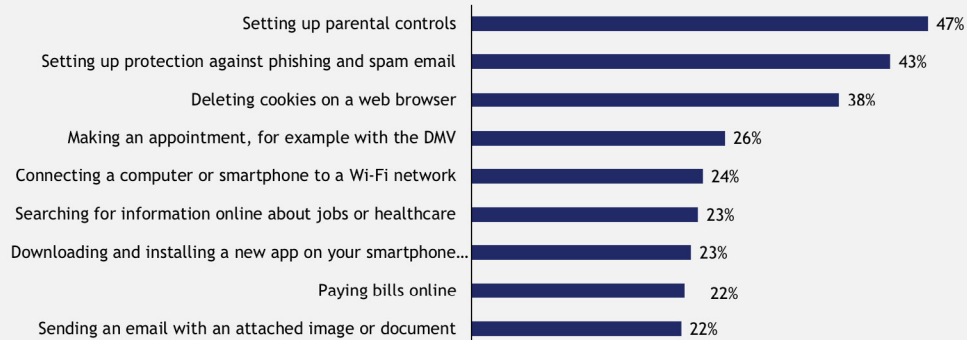 Setting up parental controls 47%
Setting up protection against phishing and spam email 43%
Deleting cookies on a web browser 38%
Making an appointment, for example with the DMV 26%
Connecting a computer or smartphone to a Wi-Fi network 24%
Searching for information online about jobs or healthcare 23%
Downloading and installing a new app on your smartphone… 23%
Paying bills online 22%
Sending an email with an attached image or document 22%